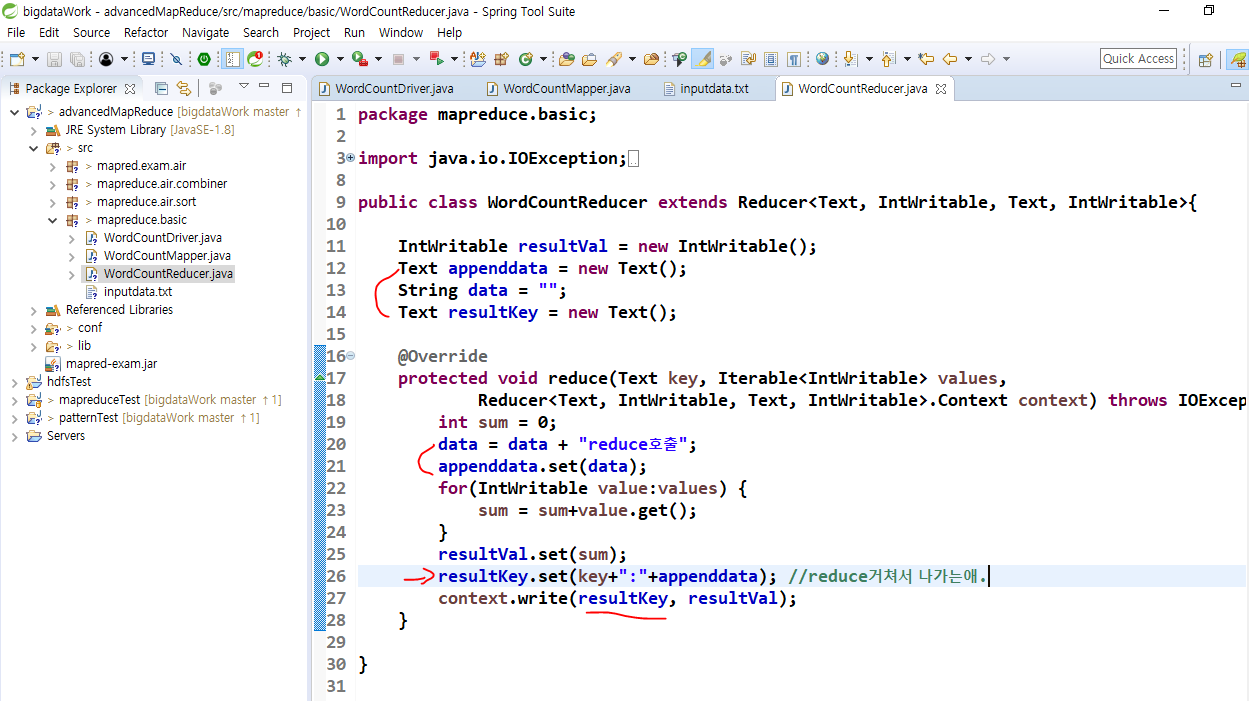 bigdataWork - advancedMapReduce/src/mapreduce/basic/WordCountReducer.java - Spring Tool Suite
File Edit Source Refactor Navigate Search Project Run Window Help
Quick Access
Package Explorer
WordCountDriver.java WordCountMapper.java inputdata.txt WordCountReducer.java
> advancedMapReduce [bigdataWork master ↑
JRE System Library [JavaSE-1.8]
> src
> mapred.exam.air
> mapreduce.air.combiner
> mapreduce.air.sort
> mapreduce.basic
WordCountDriver.java
WordCountMapper.java
WordCountReducer.java
inputdata.txt
Referenced Libraries
> conf
> lib
mapred-exam.jar
hdfsTest
> mapreduceTest [bigdataWork master ↑1]
> patternTest [bigdataWork master ↑1]
Servers
1 package mapreduce.basic;
2
3 import java.io.IOException;
8
9 public class WordCountReducer extends Reducer<Text, IntWritable, Text, IntWritable>{
10
11 IntWritable resultVal = new IntWritable();
12 Text appenddata = new Text();
13 String data = "";
14 Text resultKey = new Text();
15
16 @Override
17 protected void reduce(Text key, Iterable<IntWritable> values,
18 Reducer<Text, IntWritable, Text, IntWritable>.Context context) throws IOExcep
19 int sum = 0;
20 data = data + "reduce호출";
21 appenddata.set(data);
22 for(IntWritable value:values) {
23 sum = sum+value.get();
24 }
25 resultVal.set(sum);
26 resultKey.set(key+":"+appenddata); //reduce거쳐서 나가는애.
27 context.write(resultKey, resultVal);
28 }
29
30 }
31